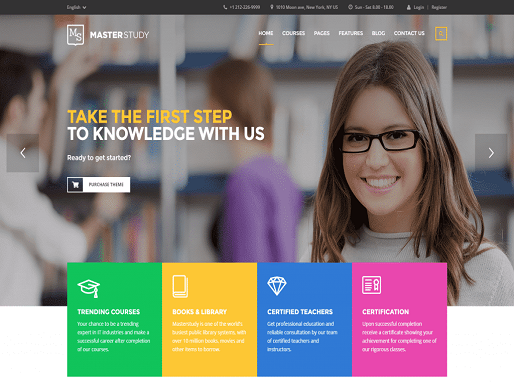 English
+1 212-226-9999
1010 Moon ave, New York, NY US
Sun - Sat 8.00 - 18.00
Login | Register
MS MASTERSTUDY
HOME COURSES PAGES FEATURES BLOG CONTACT US
TAKE THE FIRST STEP
TO KNOWLEDGE WITH US
Ready to get started?
PURCHASE THEME
TRENDING COURSES
Your chance to be a trending
expert in IT industries and make a
successful career after completion
of our courses.
BOOKS & LIBRARY
Masterstudy is one of the world's
busiest public library systems, with
over 10 million books, movies and
other items to borrow.
CERTIFIED TEACHERS
Get professional education and
reliable consultation by our team
of certified teachers and
instructors.
CERTIFICATION
Upon successful completion
receive a certificate showing your
achievement for completing one of
our rigorous classes.